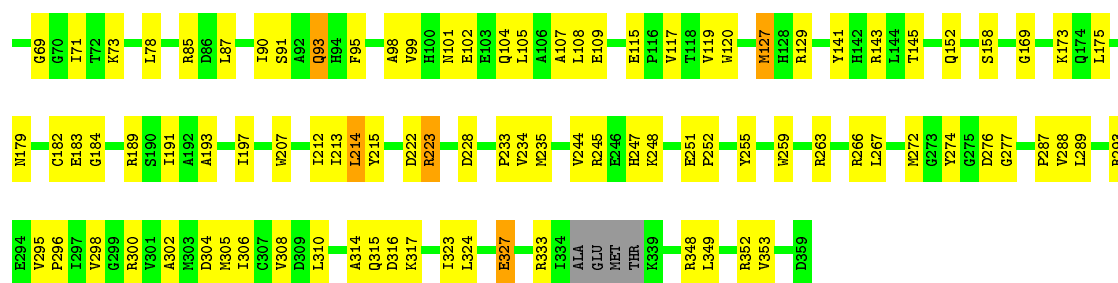 G69 G70 I71 T72 K73 L78 R85 D86 L87 I90 S91 A92 Q93 H94 F95 A98 V99 H100 N101 E102 E103 Q104 L105 A106 A107 L108 E109 E115 P116 V117 T118 V119 W120 M127 H128 R129 Y141 H142 R143 L144 T145 Q152 S158 G169 K173 Q174 L175
N179 C182 E183 G184 R189 S190 I191 A192 A193 I197 W207 I212 I213 L214 Y215 D222 R223 D228 P233 V234 M235 V244 R245 E246 H247 K248 E251 P252 Y255 W259 R263 R266 L267 M272 G273 Y274 G275 D276 G277 P287 V288 L289
E294 V295 P296 I297 V298 G299 R300 V301 A302 M303 D304 M305 I306 C307 V308 D309 L310 A314 Q315 D316 K317 I323 L324 E327 R333 I334 ALA GLU MET THR K339 R348 L349 R352 V353 D359